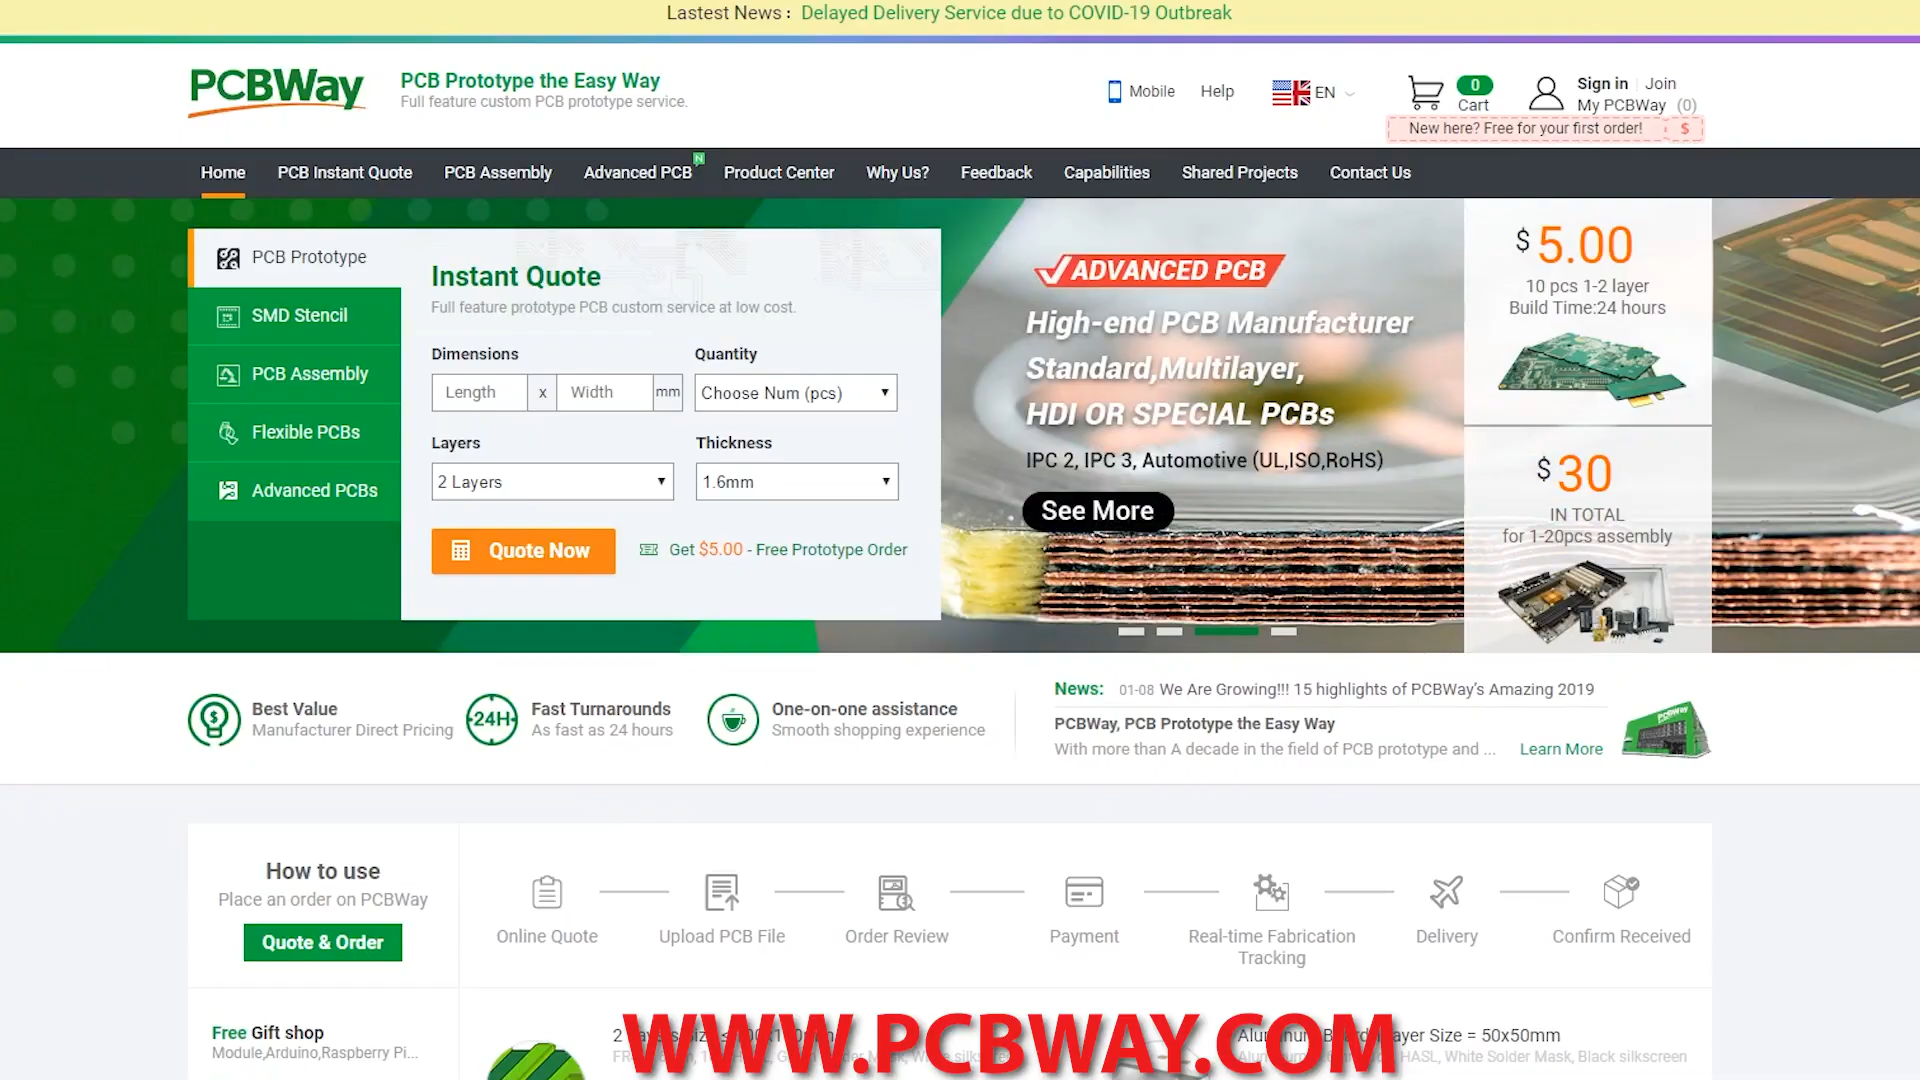 Lastest News : Delayed Delivery Service due to COVID-19 Outbreak
PCBWay
PCB Prototype the Easy Way
Full feature custom PCB prototype service.
Mobile
Help
EN
0
Cart
Sign in | Join
My PCBWay (0)
New here? Free for your first order! $
Home
PCB Instant Quote
PCB Assembly
Advanced PCB
N
Product Center
Why Us?
Feedback
Capabilities
Shared Projects
Contact Us
PCB Prototype
SMD Stencil
PCB Assembly
Flexible PCBs
Advanced PCBs
Instant Quote
Full feature prototype PCB custom service at low cost.
Dimensions
Quantity
Length x Width mm
Choose Num (pcs)
Layers
Thickness
2 Layers
1.6mm
Quote Now
Get $5.00 - Free Prototype Order
ADVANCED PCB
High-end PCB Manufacturer
Standard,Multilayer,
HDI OR SPECIAL PCBs
IPC 2, IPC 3, Automotive (UL,ISO,RoHS)
See More
$ 5.00
10 pcs 1-2 layer
Build Time:24 hours
$ 30
IN TOTAL
for 1-20pcs assembly
Best Value
Manufacturer Direct Pricing
24H
Fast Turnarounds
As fast as 24 hours
One-on-one assistance
Smooth shopping experience
News: 01-08 We Are Growing!!! 15 highlights of PCBWay's Amazing 2019
PCBWay, PCB Prototype the Easy Way
With more than A decade in the field of PCB prototype and ... Learn More
PCBWay
How to use
Place an order on PCBWay
Quote & Order
Online Quote
Upload PCB File
Order Review
Payment
Real-time Fabrication
Tracking
Delivery
Confirm Received
Free Gift shop
Module,Arduino,Raspberry Pi...
Layer Size = 50x50mm
HASL, White Solder Mask, Black silkscreen
WWW.PCBWAY.COM